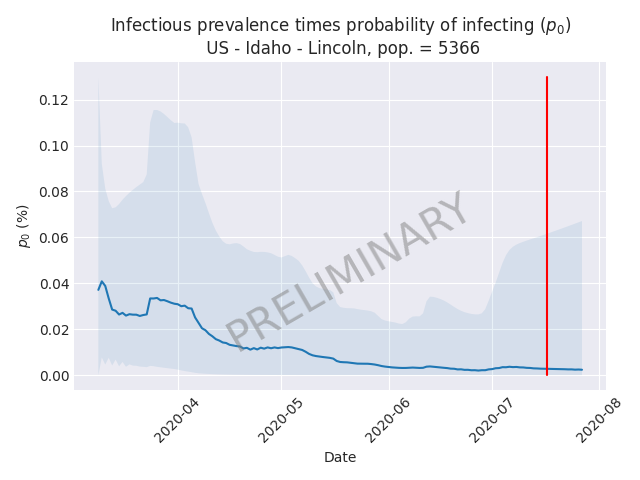 Infectious prevalence times probability of infecting (p₀)
US - Idaho - Lincoln, pop. = 5366
0.12
0.10
0.08
0.06
0.04
0.02
0.00
p₀ (%)
PRELIMINARY
2020-04
2020-05
2020-06
2020-07
2020-08
Date